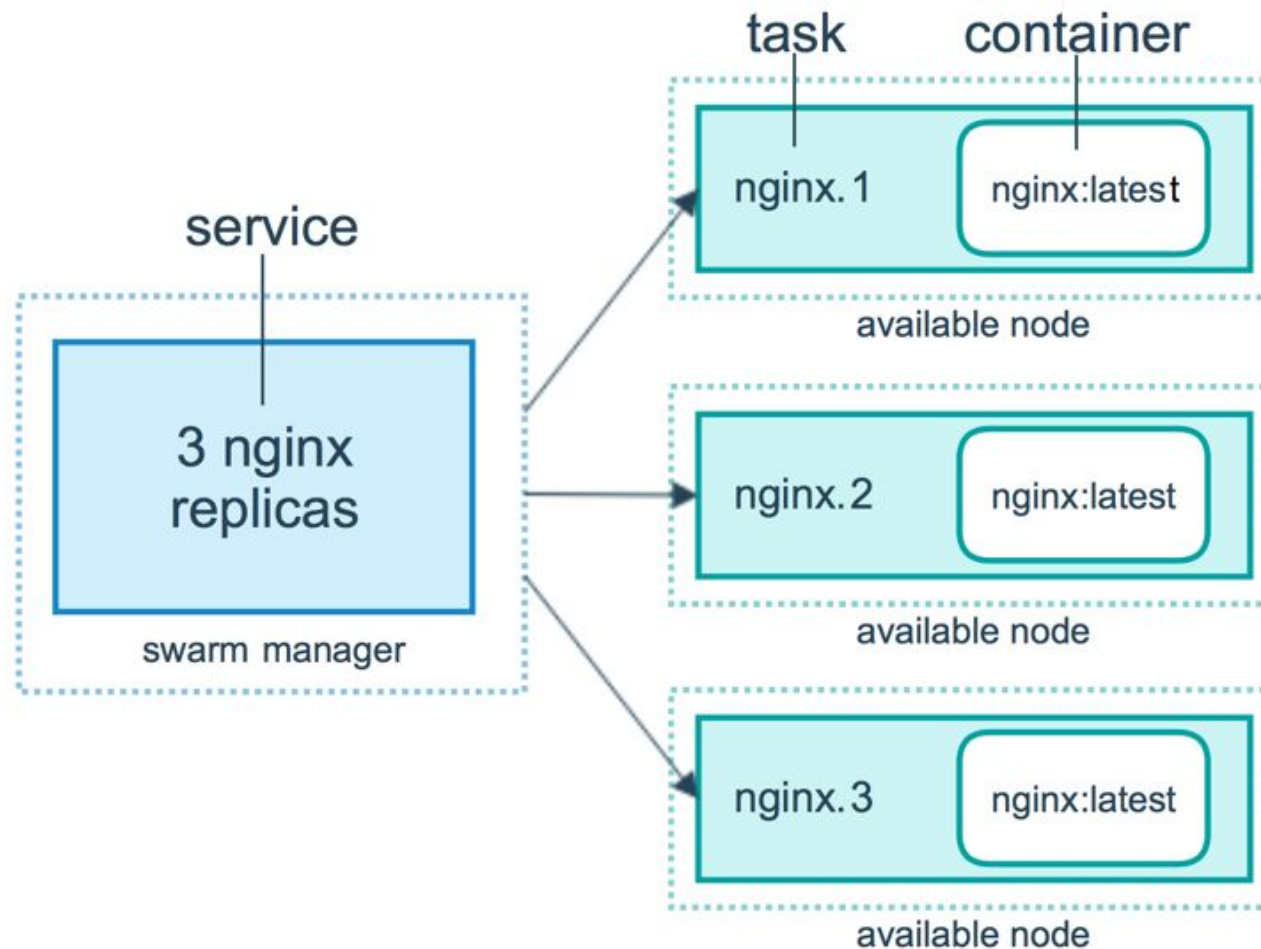 task
container
nginx.1
nginx:latest
available node
service
3 nginx
replicas
swarm manager
nginx.2
nginx:latest
available node
nginx.3
nginx:latest
available node